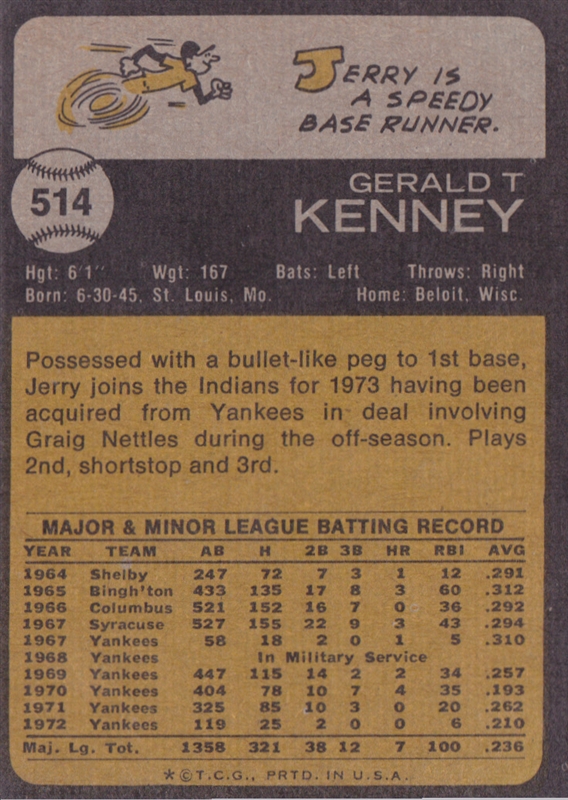 JERRY IS
A SPEEDY
BASE RUNNER.
514
GERALD T
KENNEY
Hgt: 6'1" Wgt: 167 Bats: Left Throws: Right
Born: 6-30-45, St. Louis, Mo. Home: Beloit, Wisc.
Possessed with a bullet-like peg to 1st base,
Jerry joins the Indians for 1973 having been
acquired from Yankees in deal involving
Graig Nettles during the off-season. Plays
2nd, shortstop and 3rd.
MAJOR & MINOR LEAGUE BATTING RECORD
YEAR TEAM AB H 2B 3B HR RBI AVG
1964 Shelby 247 72 7 3 1 12 .291
1965 Bingh'ton 433 135 17 8 3 60 .312
1966 Columbus 521 152 16 7 0 36 .292
1967 Syracuse 527 155 22 9 3 43 .294
1967 Yankees 58 18 2 0 1 5 .310
1968 Yankees In Military Service
1969 Yankees 447 115 14 2 2 34 .257
1970 Yankees 404 78 10 7 4 35 .193
1971 Yankees 325 85 10 3 0 20 .262
1972 Yankees 119 25 2 0 0 6 .210
Maj. Lg. Tot. 1358 321 38 12 7 100 .236
*©T.C.G., PRTD. IN U.S.A.